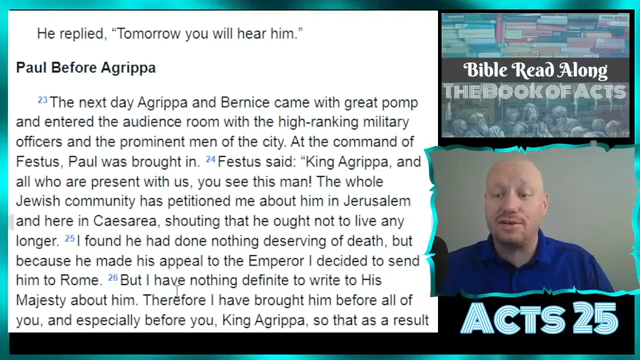 He replied, “Tomorrow you will hear him.”
Paul Before Agrippa
23 The next day Agrippa and Bernice came with great pomp
and entered the audience room with the high-ranking military
officers and the prominent men of the city. At the command of
Festus, Paul was brought in. 24 Festus said: “King Agrippa, and
all who are present with us, you see this man! The whole
Jewish community has petitioned me about him in Jerusalem
and here in Caesarea, shouting that he ought not to live any
longer. 25 I found he had done nothing deserving of death, but
because he made his appeal to the Emperor I decided to send
him to Rome. 26 But I have nothing definite to write to His
Majesty about him. Therefore I have brought him before all of
you, and especially before you, King Agrippa, so that as a result
Bible Read Along
The Book of Acts
Acts 25